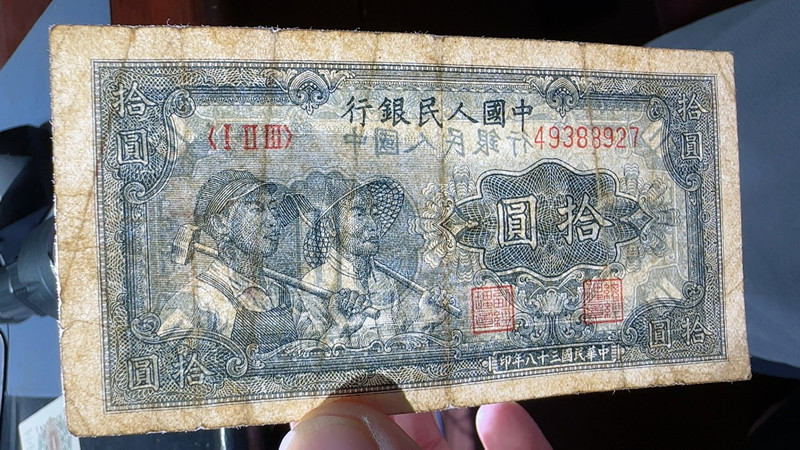 行銀民人國中
〈I II III〉
49388927
拾圓
拾圓
圓拾
圓拾
圓拾
印年八十三國民華中